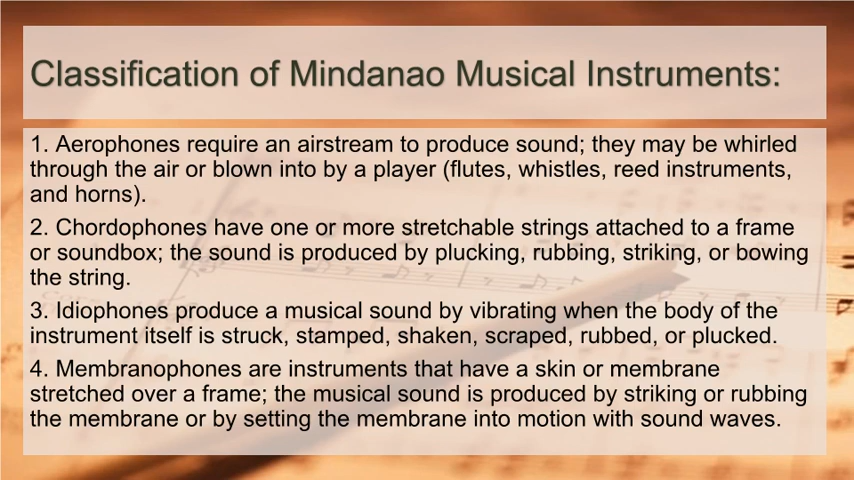 Classification of Mindanao Musical Instruments:
1. Aerophones require an airstream to produce sound; they may be whirled
through the air or blown into by a player (flutes, whistles, reed instruments,
and horns).
2. Chordophones have one or more stretchable strings attached to a frame
or soundbox; the sound is produced by plucking, rubbing, striking, or bowing
the string.
3. Idiophones produce a musical sound by vibrating when the body of the
instrument itself is struck, stamped, shaken, scraped, rubbed, or plucked.
4. Membranophones are instruments that have a skin or membrane
stretched over a frame; the musical sound is produced by striking or rubbing
the membrane or by setting the membrane into motion with sound waves.